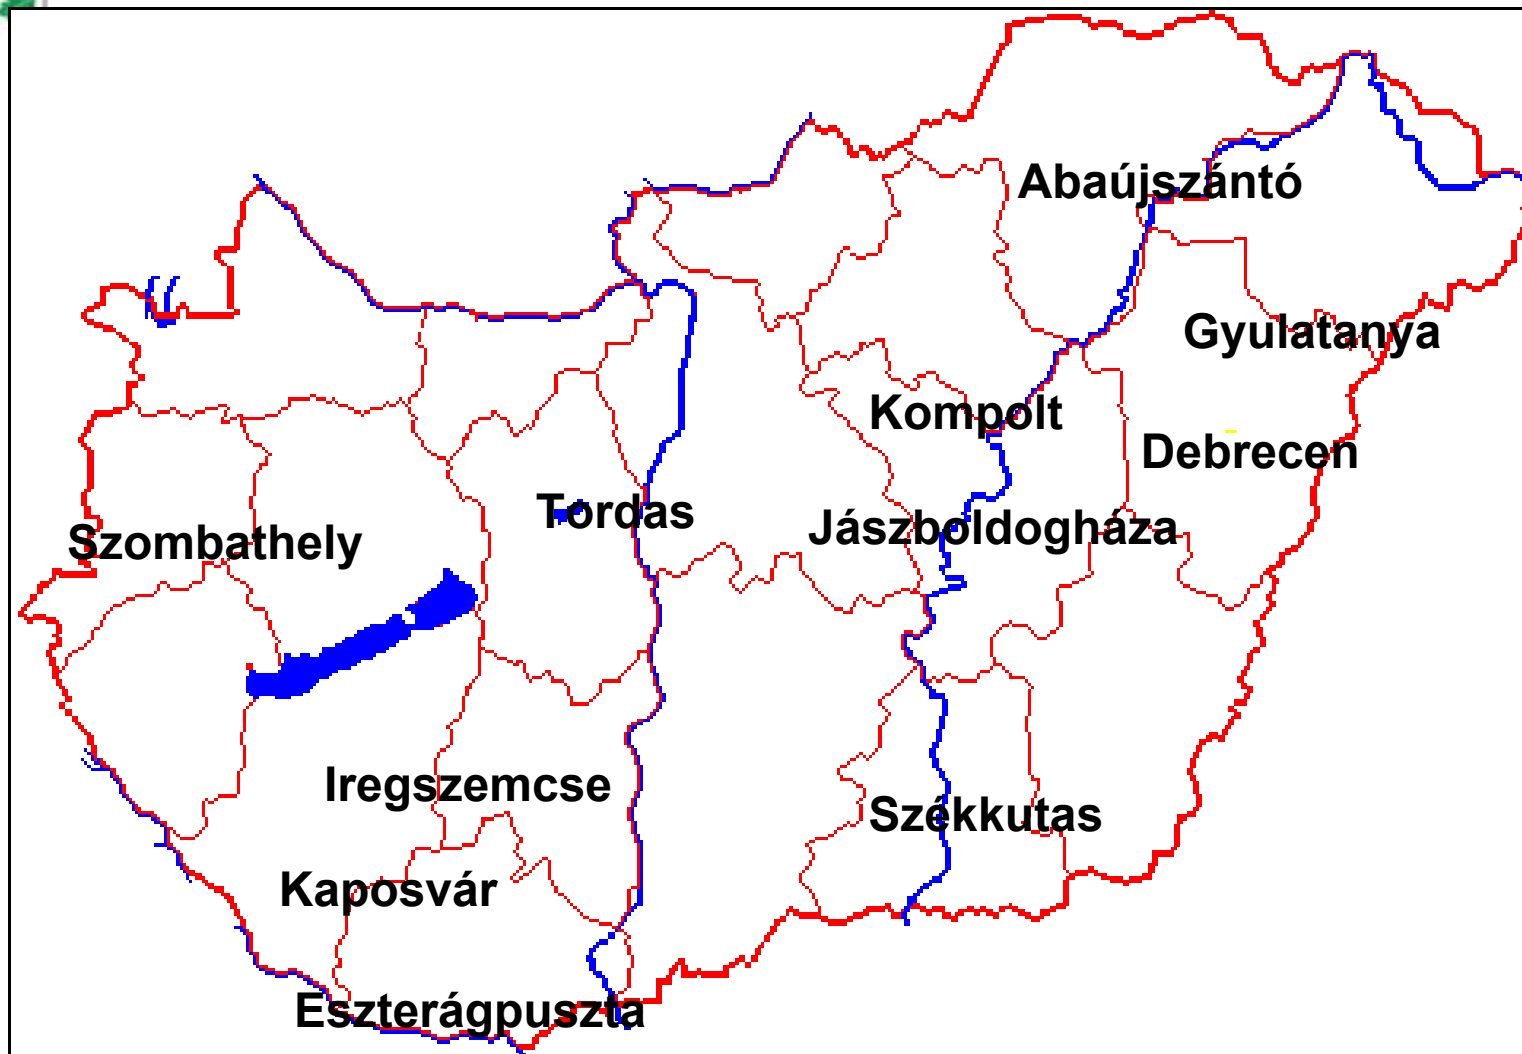 Abaújszántó
Gyulatanya
Kompolt
Debrecen
Tordas
Jászboldogháza
Szombathely
Iregszemcse
Székkutas
Kaposvár
Eszterágpuszta